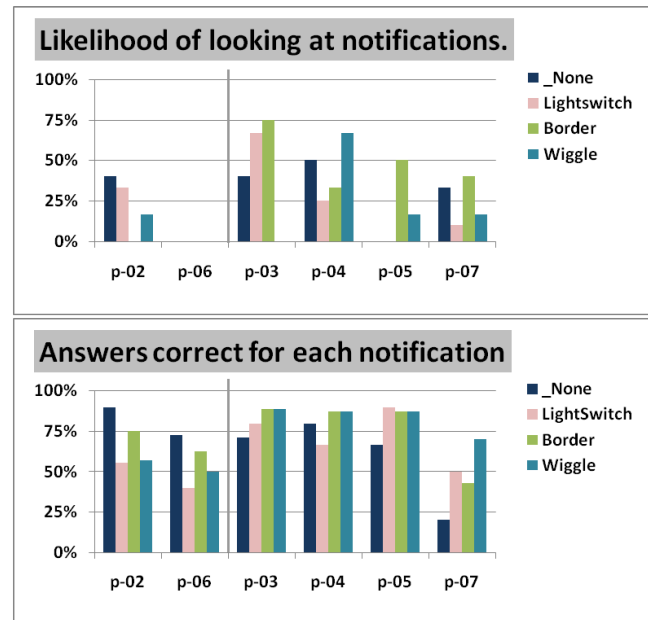 Likelihood of looking at notifications.
100%
75%
50%
25%
0%
p-02 p-06 p-03 p-04 p-05 p-07
_None
Lightswitch
Border
Wiggle
Answers correct for each notification
100%
75%
50%
25%
0%
p-02 p-06 p-03 p-04 p-05 p-07
_None
LightSwitch
Border
Wiggle